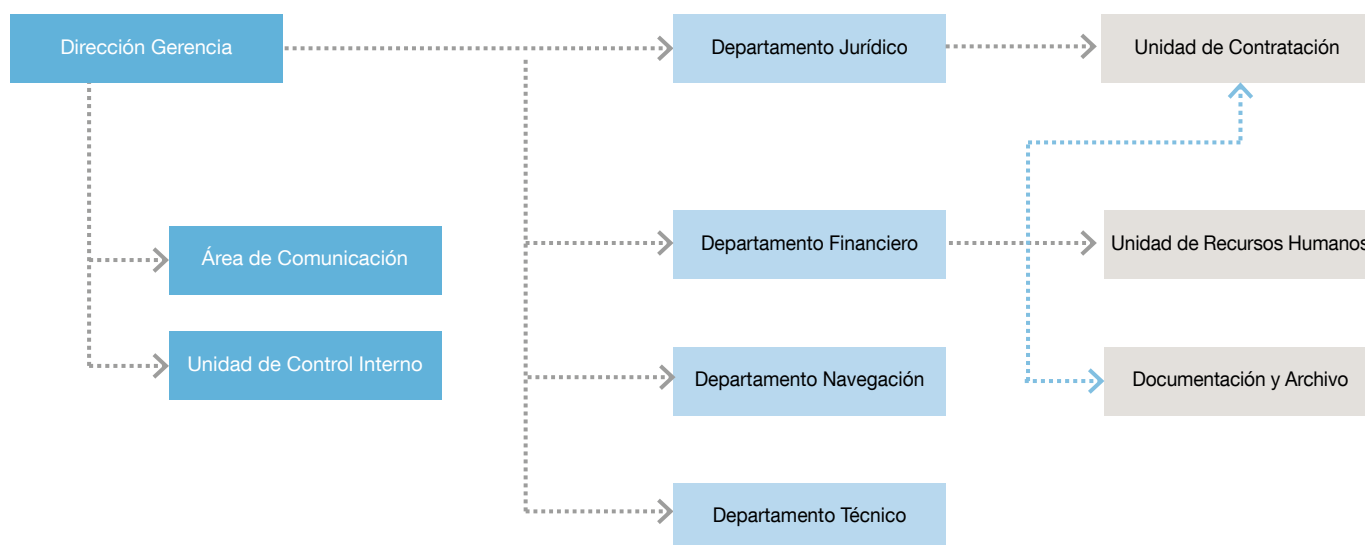 Dirección Gerencia
Departamento Jurídico
Unidad de Contratación
Área de Comunicación
Departamento Financiero
Unidad de Recursos Humanos
Unidad de Control Interno
Departamento Navegación
Documentación y Archivo
Departamento Técnico